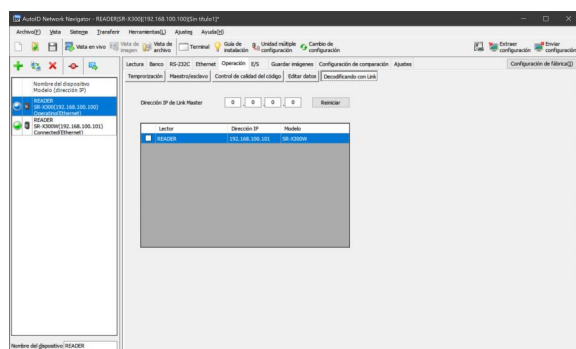 AutoID Network Navigator - READER[SR-X300][192.168.100.100][Sin título1]*
Archivo(F) Vista Sistema Transferir Herramientas(L) Ajustes Ayuda(H)
Vista en vivo Vista de imagen Vista de archivo Terminal Guía de instalación Unidad múltiple configuración Cambio de configuración Extraer configuración Enviar configuración
Lectura Banco RS-232C Ethernet Operación E/S Guardar imágenes Configuración de comparación Ajustes Configuración de fábrica(J)
Temporización Maestro/esclavo Control de calidad del código Editar datos Decodificando con Link
Nombre del dispositivo
Modelo (dirección IP)
READER
SR-X300(192.168.100.100)
Operating(Ethernet)
READER
SR-X300W(192.168.100.101)
Connected(Ethernet)
Dirección IP de Link Master 0 . 0 . 0 . 0 Reiniciar
Lector Dirección IP Modelo
READER 192.168.100.101 SR-X300W
Nombre del dispositivo READER